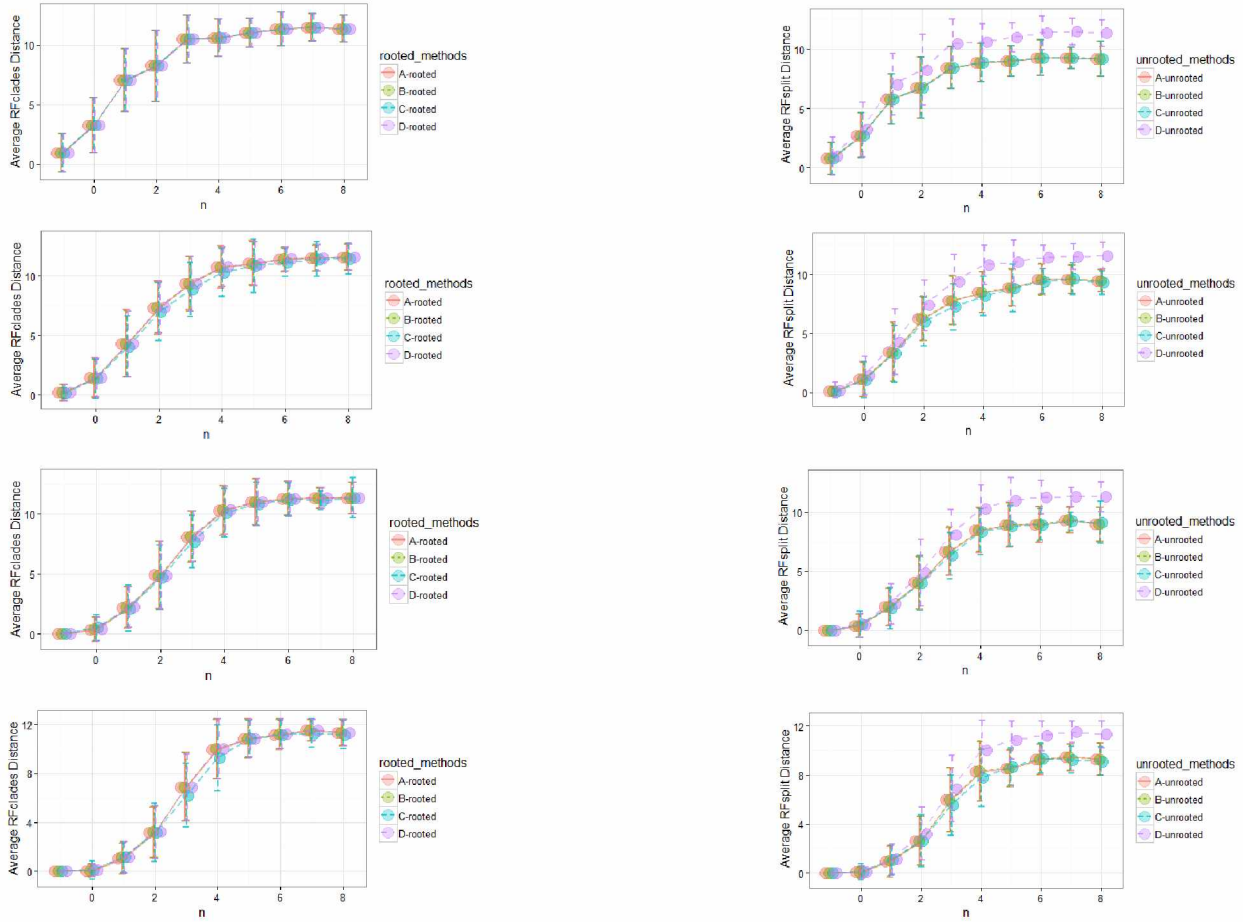 Average RFclades Distance
10
5
0
0
2
4
6
8
n
rooted_methods
A-rooted
B-rooted
C-rooted
D-rooted
Average RFsplit Distance
10
5
0
0
2
4
6
8
n
unrooted_methods
A-unrooted
B-unrooted
C-unrooted
D-unrooted
Average RFclades Distance
10
5
0
0
2
4
6
8
n
rooted_methods
A-rooted
B-rooted
C-rooted
D-rooted
Average RFsplit Distance
10
5
0
0
2
4
6
8
n
unrooted_methods
A-unrooted
B-unrooted
C-unrooted
D-unrooted
Average RFclades Distance
10
5
0
0
2
4
6
8
n
rooted_methods
A-rooted
B-rooted
C-rooted
D-rooted
Average RFsplit Distance
10
5
0
0
2
4
6
8
n
unrooted_methods
A-unrooted
B-unrooted
C-unrooted
D-unrooted
Average RFclades Distance
12
8
4
0
0
2
4
6
8
n
rooted_methods
A-rooted
B-rooted
C-rooted
D-rooted
Average RFsplit Distance
12
8
4
0
0
2
4
6
8
n
unrooted_methods
A-unrooted
B-unrooted
C-unrooted
D-unrooted